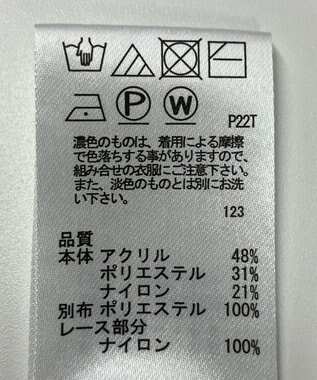 P W
P22T
濃色のものは、着用による摩擦
で色落ちする事がありますので、
組み合せの衣服にご注意下さい。
また、淡色のものとは別にお洗
い下さい。
123
品質
本体 アクリル 48%
ポリエステル 31%
ナイロン 21%
別布 ポリエステル 100%
レース部分
ナイロン 100%